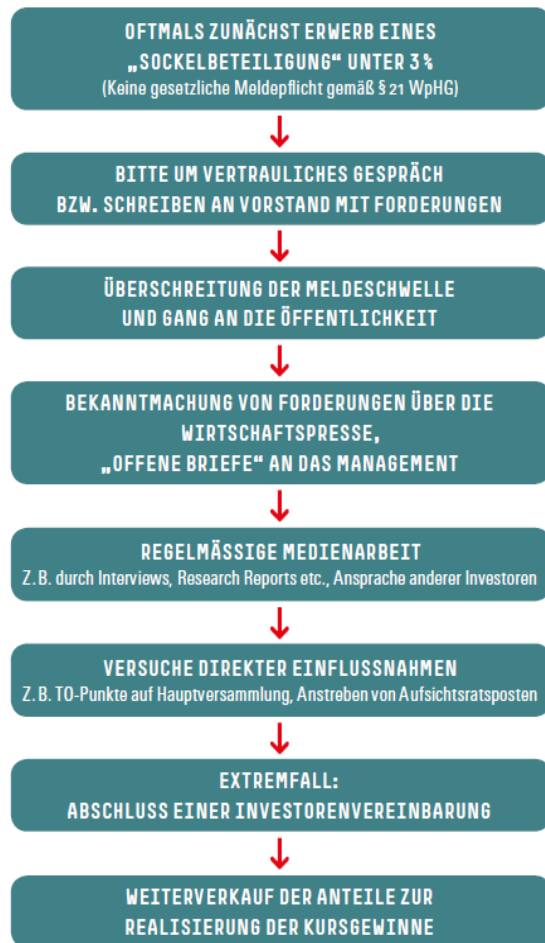 OFTMALS ZUNÄCHST ERWERB EINES
„SOCKELBETEILIGUNG“ UNTER 3 %
(Keine gesetzliche Meldepflicht gemäß § 21 WpHG)
BITTE UM VERTRAULICHES GESPRÄCH
BZW. SCHREIBEN AN VORSTAND MIT FORDERUNGEN
ÜBERSCHREITUNG DER MELDESCHWELLE
UND GANG AN DIE ÖFFENTLICHKEIT
BEKANNTMACHUNG VON FORDERUNGEN ÜBER DIE
WIRTSCHAFTSPRESSE,
„OFFENE BRIEFE“ AN DAS MANAGEMENT
REGELMÄSSIGE MEDIENARBEIT
Z. B. durch Interviews, Research Reports etc., Ansprache anderer Investoren
VERSUCHE DIREKTER EINFLUSSNAHMEN
Z. B. TO-Punkte auf Hauptversammlung, Anstreben von Aufsichtsratsposten
EXTREMFALL:
ABSCHLUSS EINER INVESTORENVEREINBARUNG
WEITERVERKAUF DER ANTEILE ZUR
REALISIERUNG DER KURSGEWINNE